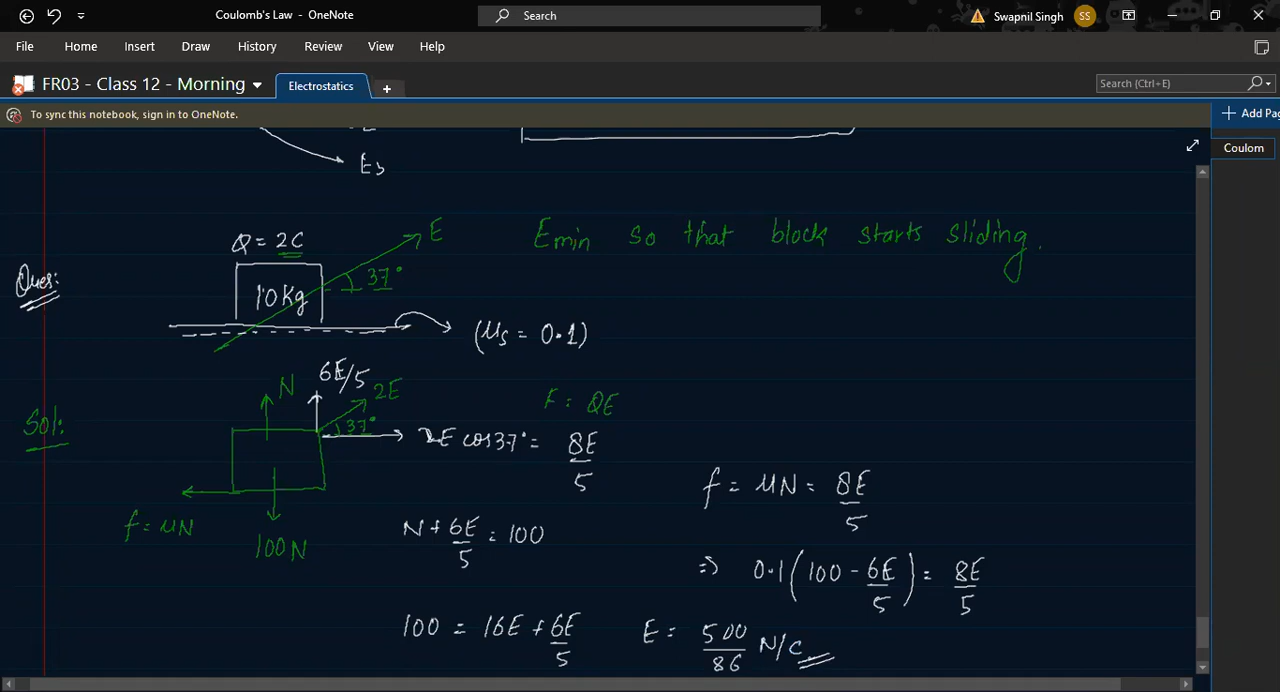 Coulomb's Law - OneNote
Search
Swapnil Singh
SS
File Home Insert Draw History Review View Help
FR03 - Class 12 - Morning
Electrostatics
+
Search (Ctrl+E)
To sync this notebook, sign in to OneNote.
+ Add Pag
Coulom
E3
Ques:
Q = 2C
E
37°
10 Kg
(μs = 0.1)
Emin so that block starts sliding.
Sol:
N
6E/5
2E
37°
F = QE
2E cos37° = 8E/5
f = μN
100N
N + 6E/5 = 100
f = μN = 8E/5
⇒ 0.1(100 - 6E/5) = 8E/5
100 = 16E + 6E/5
E = 500/86 N/C